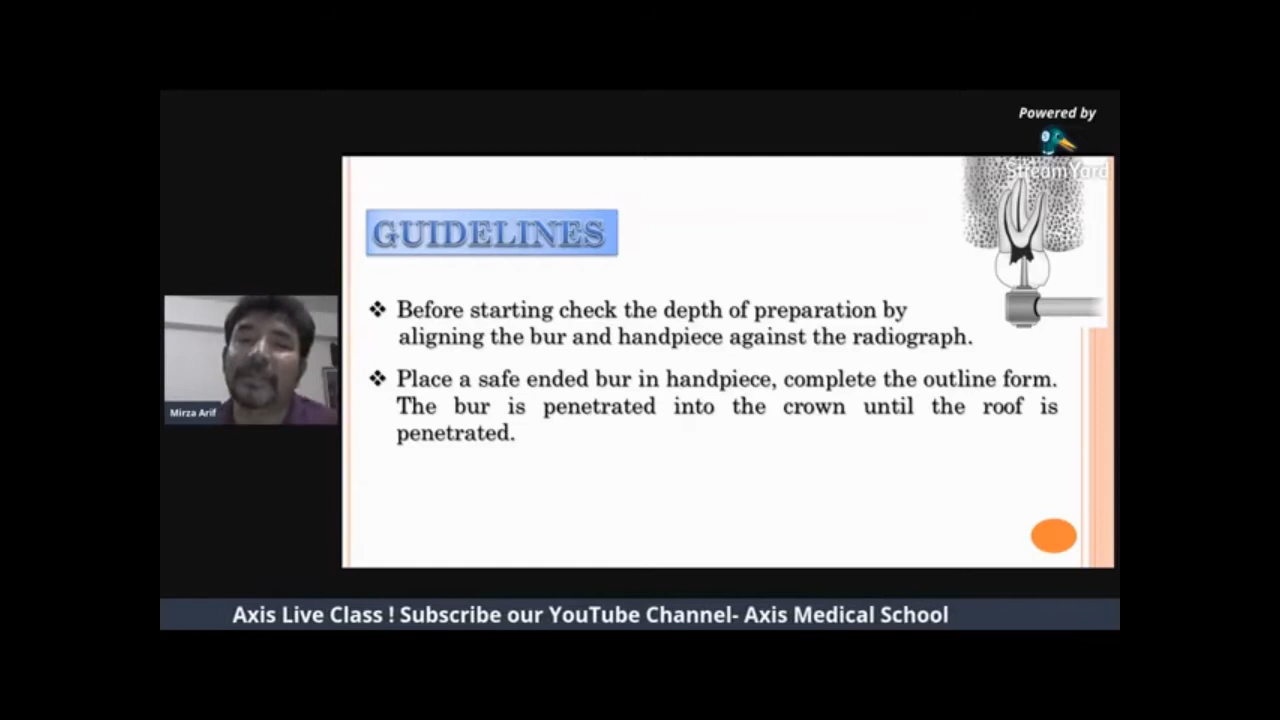 Powered by
StreamYard
GUIDELINES
❖ Before starting check the depth of preparation by
aligning the bur and handpiece against the radiograph.
❖ Place a safe ended bur in handpiece, complete the outline form.
The bur is penetrated into the crown until the roof is
penetrated.
Mirza Arif
Axis Live Class ! Subscribe our YouTube Channel- Axis Medical School